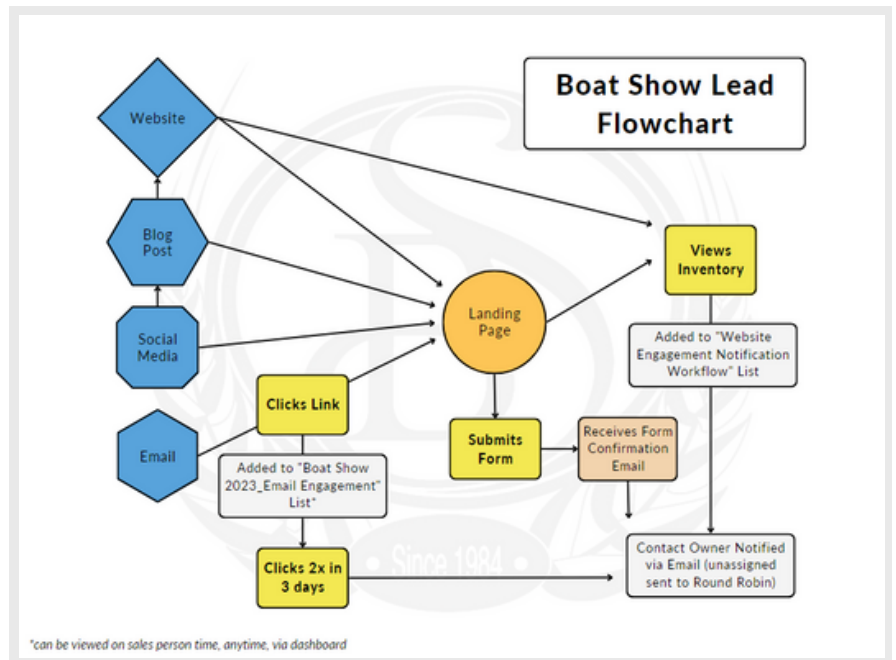 Boat Show Lead
Flowchart
Website
Blog
Post
Social
Media
Email
Clicks Link
Added to "Boat Show
2023_Email Engagement"
List*
Clicks 2x in
3 days
Landing
Page
Submits
Form
Receives Form
Confirmation
Email
Views
Inventory
Added to "Website
Engagement Notification
Workflow" List
Contact Owner Notified
via Email (unassigned
sent to Round Robin)
• Since 1984 •
*can be viewed on sales person time, anytime, via dashboard